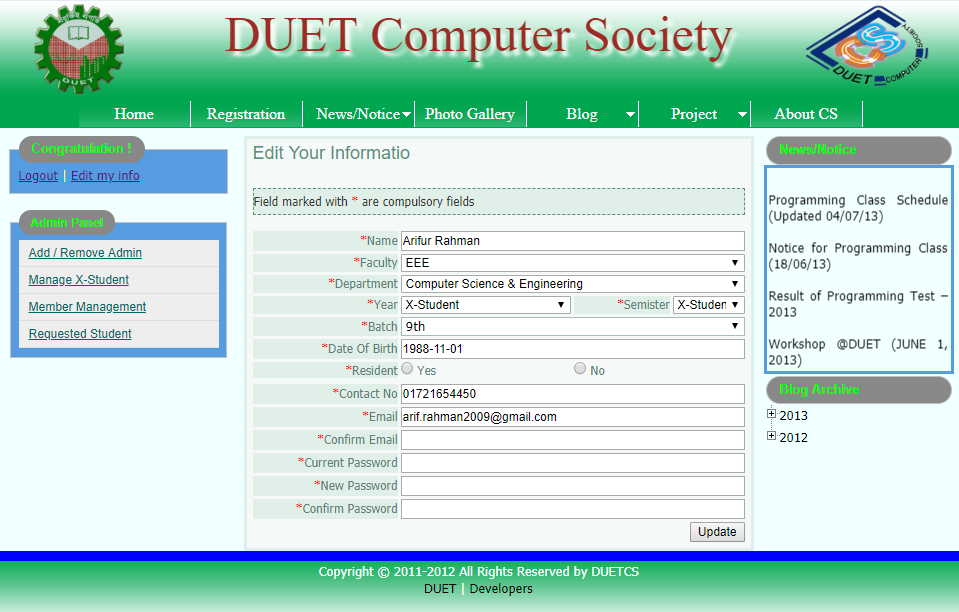 DUET Computer Society
DUET
DUET COMPUTER SOCIETY
Home Registration News/Notice Photo Gallery Blog Project About CS
Congratulation !
Logout | Edit my info
Admin Panel
Add / Remove Admin
Manage X-Student
Member Management
Requested Student
Edit Your Informatio
Field marked with * are compulsory fields
*Name Arifur Rahman
*Faculty EEE
*Department Computer Science & Engineering
*Year X-Student *Semister X-Studen
*Batch 9th
*Date Of Birth 1988-11-01
*Resident Yes No
*Contact No 01721654450
*Email arif.rahman2009@gmail.com
*Confirm Email
*Current Password
*New Password
*Confirm Password
Update
News/Notice
Programming Class Schedule
(Updated 04/07/13)
Notice for Programming Class
(18/06/13)
Result of Programming Test –
2013
Workshop @DUET (JUNE 1,
2013)
Blog Archive
2013
2012
Copyright © 2011-2012 All Rights Reserved by DUETCS
DUET | Developers